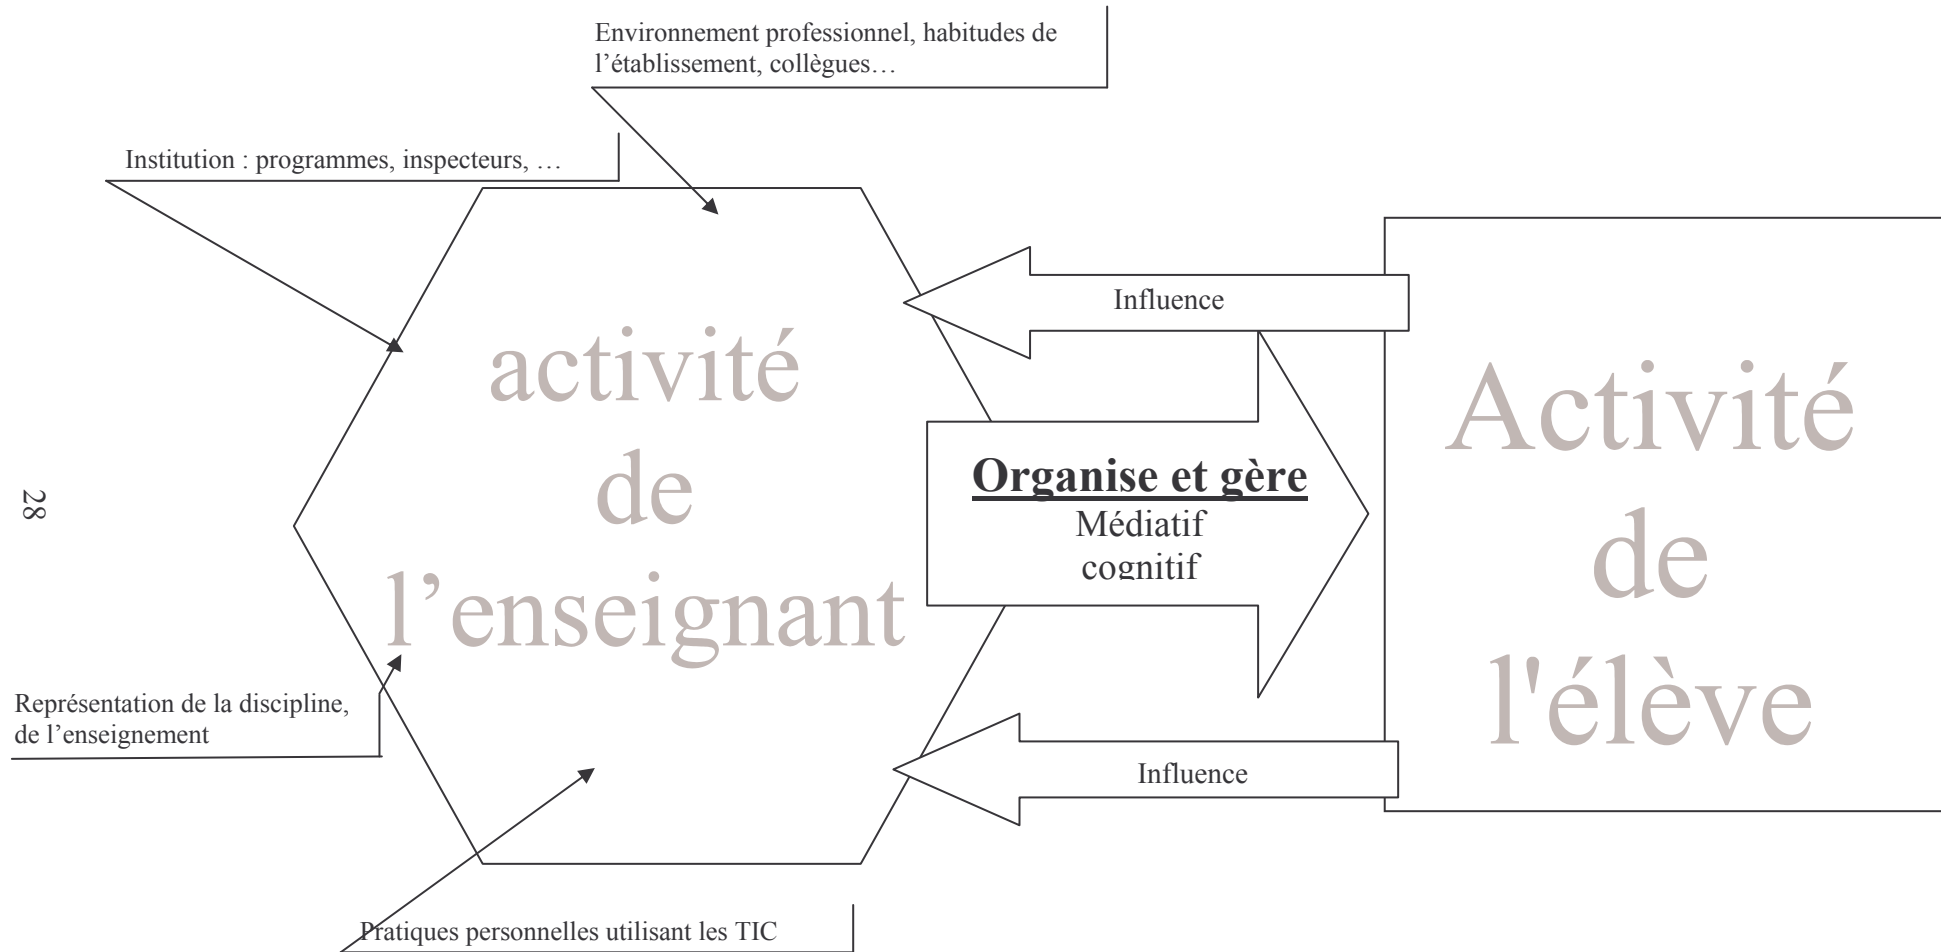 Environnement professionnel, habitudes de
l’établissement, collègues…
Institution : programmes, inspecteurs, …
Influence
activité
de
l’enseignant
Organise et gère
Médiatif
cognitif
Activité
de
l'élève
28
Représentation de la discipline,
de l’enseignement
Influence
Pratiques personnelles utilisant les TIC